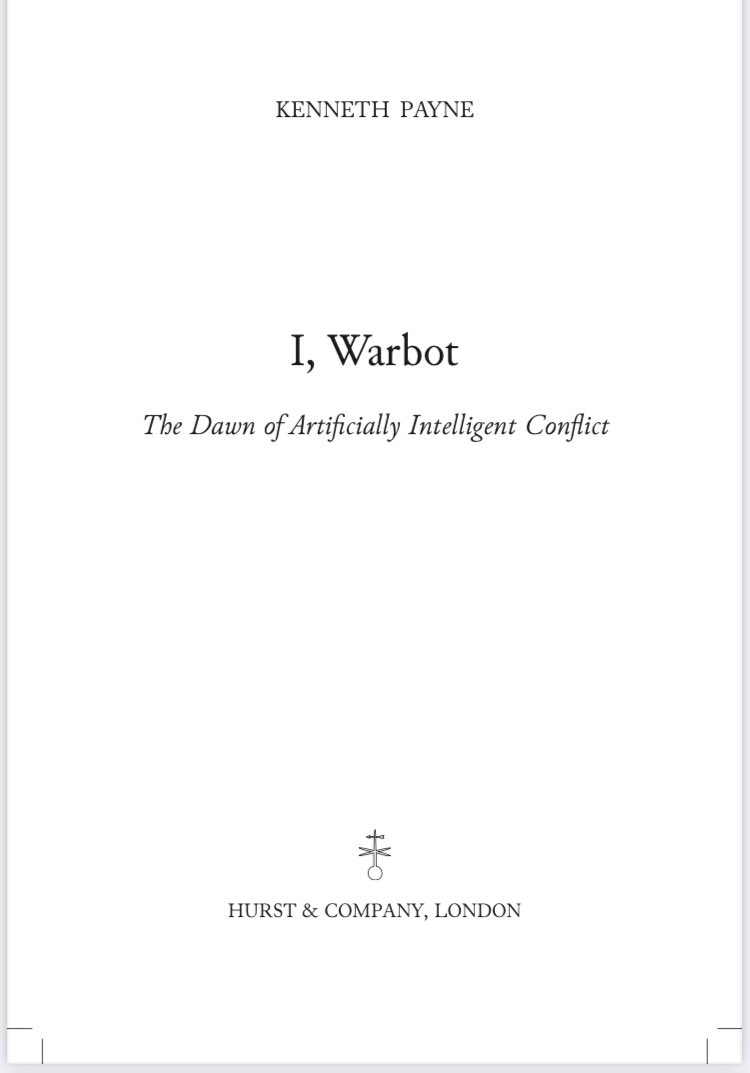 KENNETH PAYNE
I, Warbot
The Dawn of Artificially Intelligent Conflict
HURST & COMPANY, LONDON